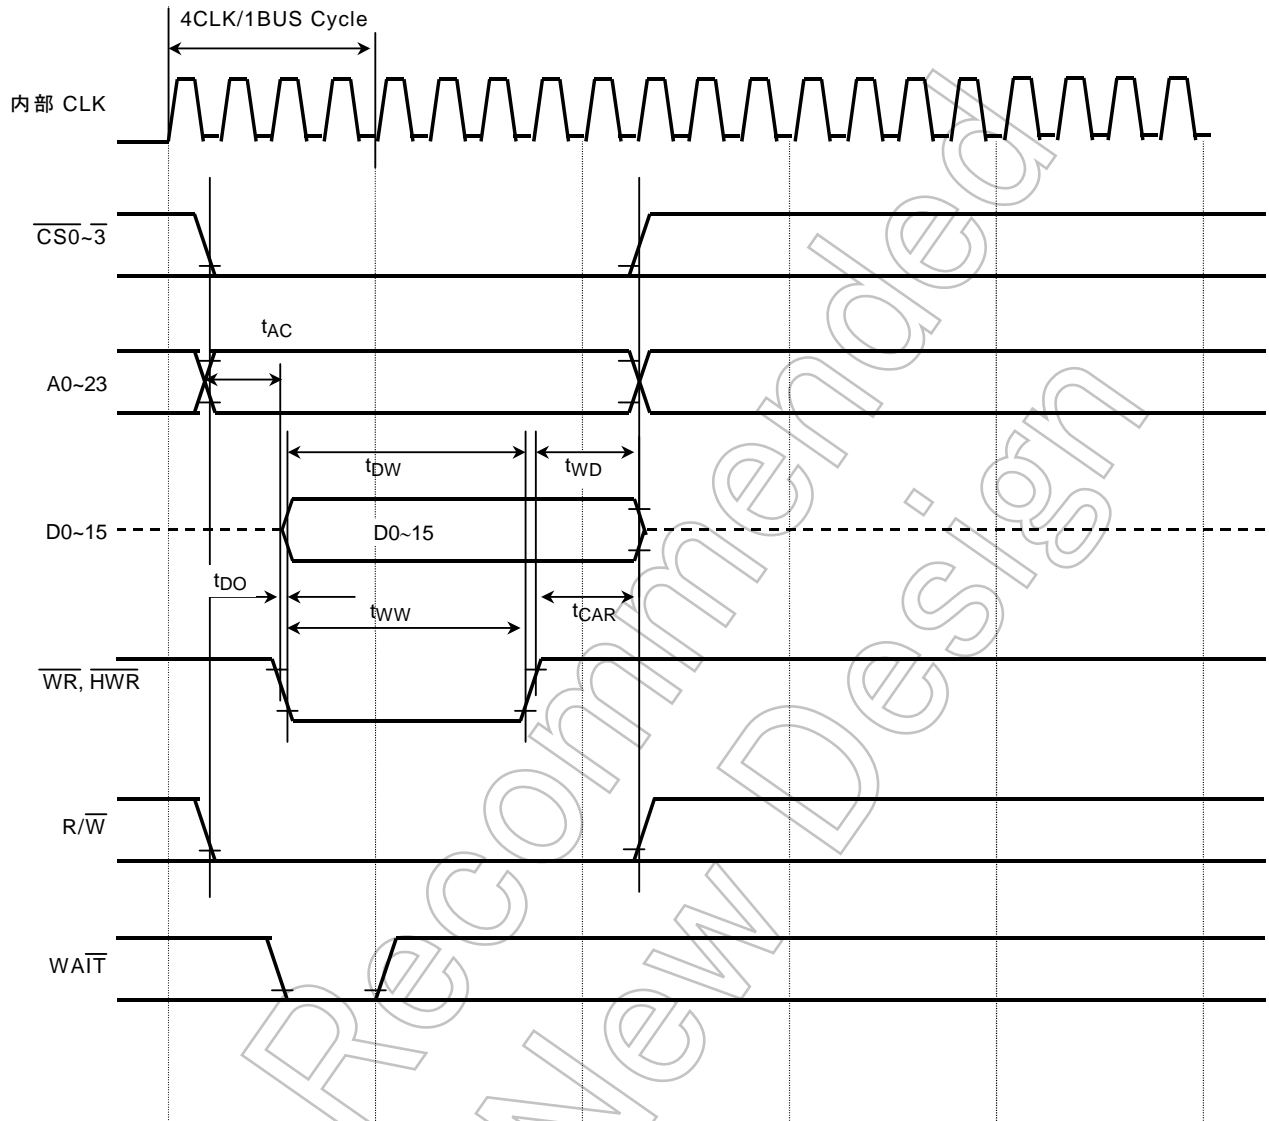 4CLK/1BUS Cycle
内部 CLK
CS0~3
tAC
A0~23
tDW
tWD
D0~15
D0~15
tDO
tWW
tCAR
WR, HWR
R/W
WAIT
Recommended
New Design